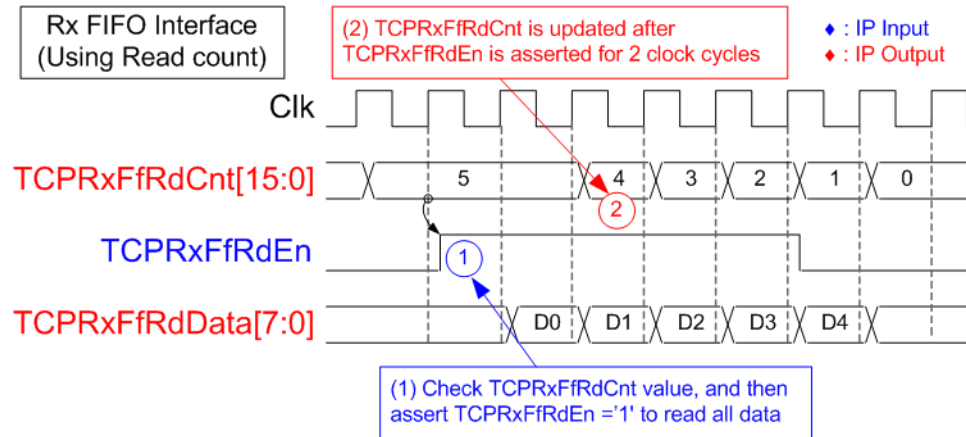 Rx FIFO Interface
(Using Read count)
(2) TCPRxFfRdCnt is updated after
TCPRxFfRdEn is asserted for 2 clock cycles
♦ : IP Input
♦ : IP Output
Clk
TCPRxFfRdCnt[15:0]
5
4
3
2
1
0
2
TCPRxFfRdEn
1
TCPRxFfRdData[7:0]
D0
D1
D2
D3
D4
(1) Check TCPRxFfRdCnt value, and then
assert TCPRxFfRdEn ='1' to read all data